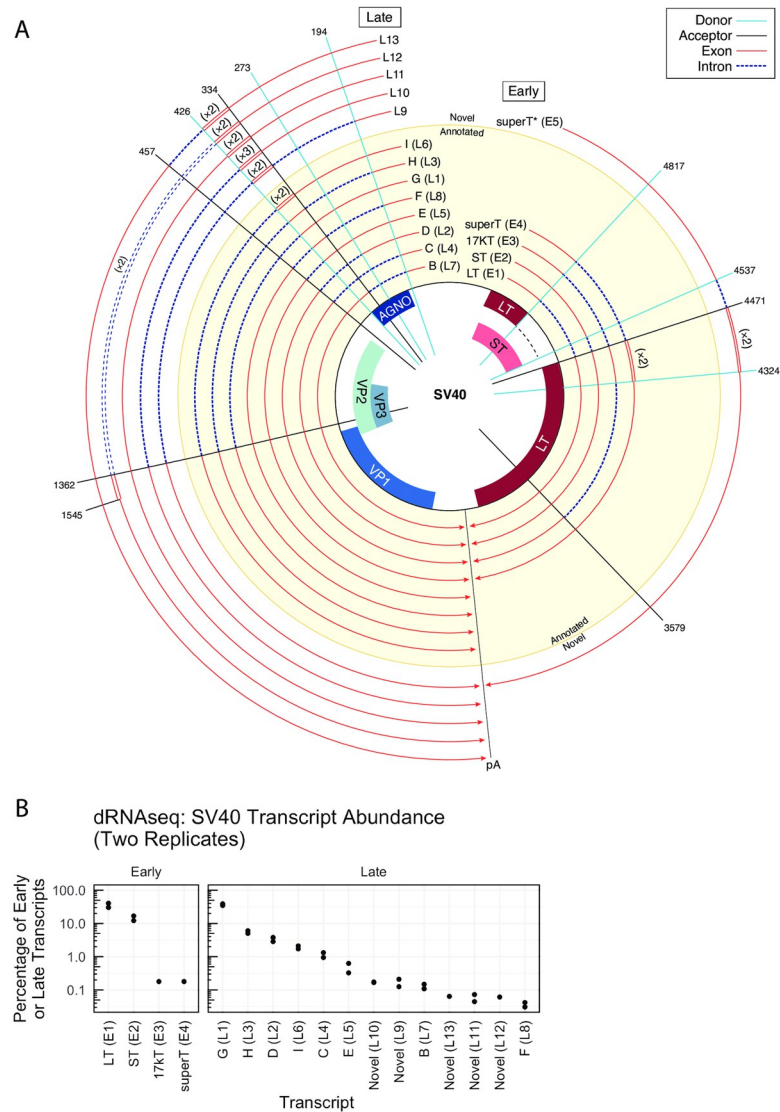 A
Late
194
L13
L12
L11
L10
L9
273
334
426
457
(×2)
(×2)
(×2)
(×3)
(×2)
(×2)
(×2)
Donor
Acceptor
Exon
Intron
Early
Novel
Annotated
superT* (E5)
4817
I (L6)
H (L3)
G (L1)
F (L8)
E (L5)
D (L2)
C (L4)
B (L7)
superT (E4)
17KT (E3)
ST (E2)
LT (E1)
4537
4471
(×2)
(×2)
4324
AGNO
LT
ST
SV40
VP2
VP3
VP1
LT
1362
1545
3579
Annotated
Novel
pA
B
dRNAseq: SV40 Transcript Abundance
(Two Replicates)
Early
Late
Percentage of Early
or Late Transcripts
100.0
10.0
1.0
0.1
LT (E1)
ST (E2)
17kT (E3)
superT (E4)
G (L1)
H (L3)
D (L2)
I (L6)
C (L4)
E (L5)
Novel (L10)
Novel (L9)
B (L7)
Novel (L13)
Novel (L11)
Novel (L12)
F (L8)
Transcript